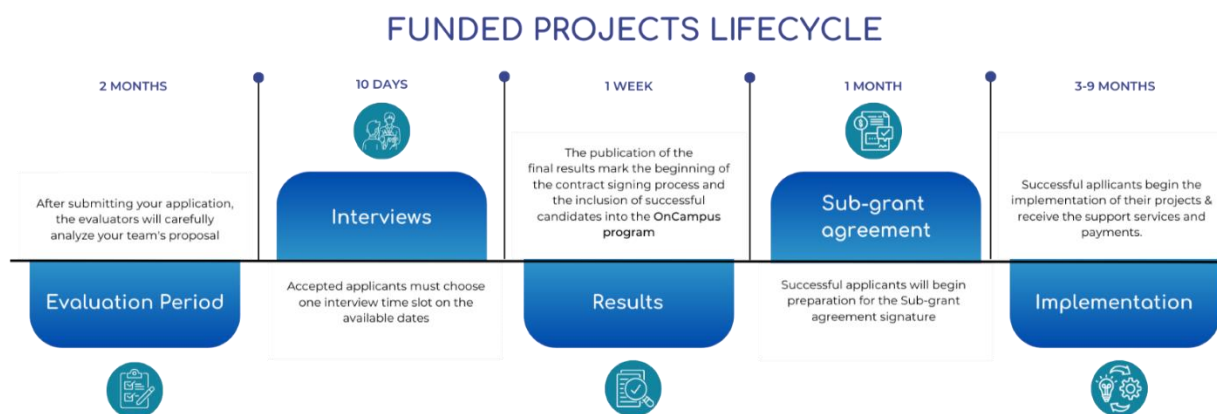 FUNDED PROJECTS LIFECYCLE
2 MONTHS
After submitting your application,
the evaluators will carefully
analyze your team's proposal
Evaluation Period
10 DAYS
Interviews
Accepted applicants must choose
one interview time slot on the
available dates
1 WEEK
The publication of the
final results mark the beginning of
the contract signing process and
the inclusion of successful
candidates into the OnCampus
program
Results
1 MONTH
Sub-grant
agreement
Successful applicants will begin
preparation for the Sub-grant
agreement signature
3-9 MONTHS
Successful apllicants begin the
implementation of their projects &
receive the support services and
payments.
Implementation